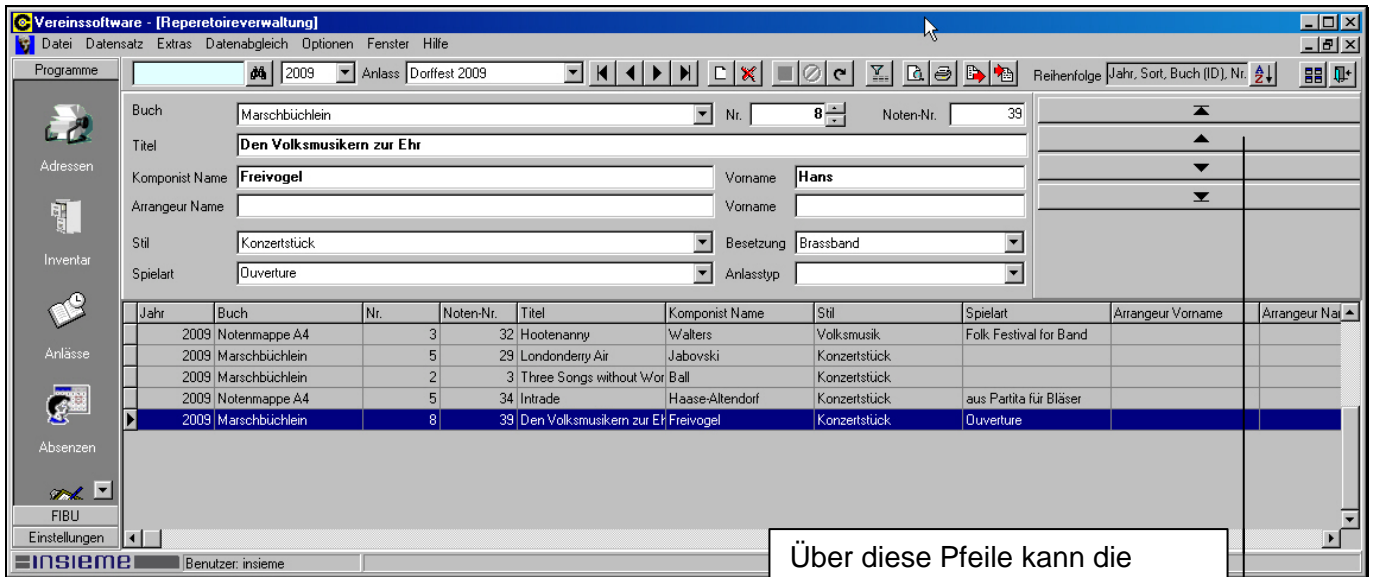 Vereinssoftware - [Reperetoireverwaltung]
Datei Datensatz Extras Datenabgleich Optionen Fenster Hilfe
Programme 2009 Anlass Dorffest 2009 Reihenfolge Jahr, Sort, Buch (ID), Nr.
Buch Marschbüchlein Nr. 8 Noten-Nr. 39
Titel Den Volksmusikern zur Ehr
Adressen
Komponist Name Freivogel Vorname Hans
Arrangeur Name Vorname
Stil Konzertstück Besetzung Brassband
Inventar
Spielart Ouverture Anlasstyp
Jahr Buch Nr. Noten-Nr. Titel Komponist Name Stil Spielart Arrangeur Vorname Arrangeur Nar
2009 Notenmappe A4 3 32 Hootenanny Walters Volksmusik Folk Festival for Band
2009 Marschbüchlein 5 29 Londonderry Air Jabovski Konzertstück
Anlässe
2009 Marschbüchlein 2 3 Three Songs without Wor Ball Konzertstück
2009 Notenmappe A4 5 34 Intrade Haase-Altendorf Konzertstück aus Partita für Bläser
2009 Marschbüchlein 8 39 Den Volksmusikern zur Eh Freivogel Konzertstück Ouverture
Absenzen
FIBU
Einstellungen
insieme Benutzer: insieme
Über diese Pfeile kann die